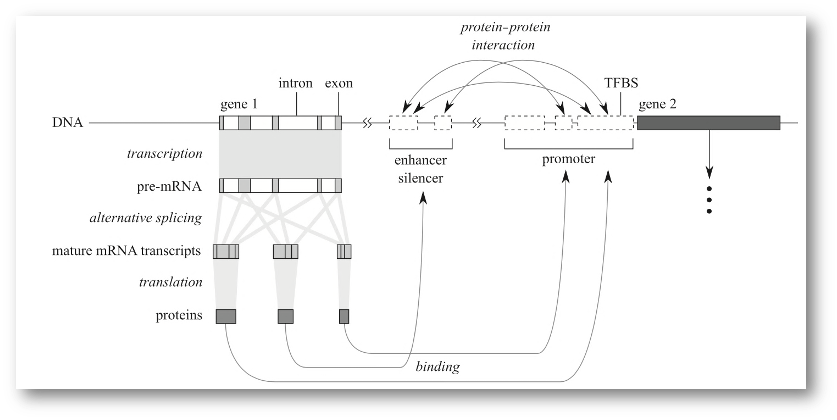 protein–protein
interaction
intron exon
TFBS
gene 1
gene 2
DNA
transcription
enhancer
silencer
promoter
pre-mRNA
alternative splicing
mature mRNA transcripts
translation
proteins
binding